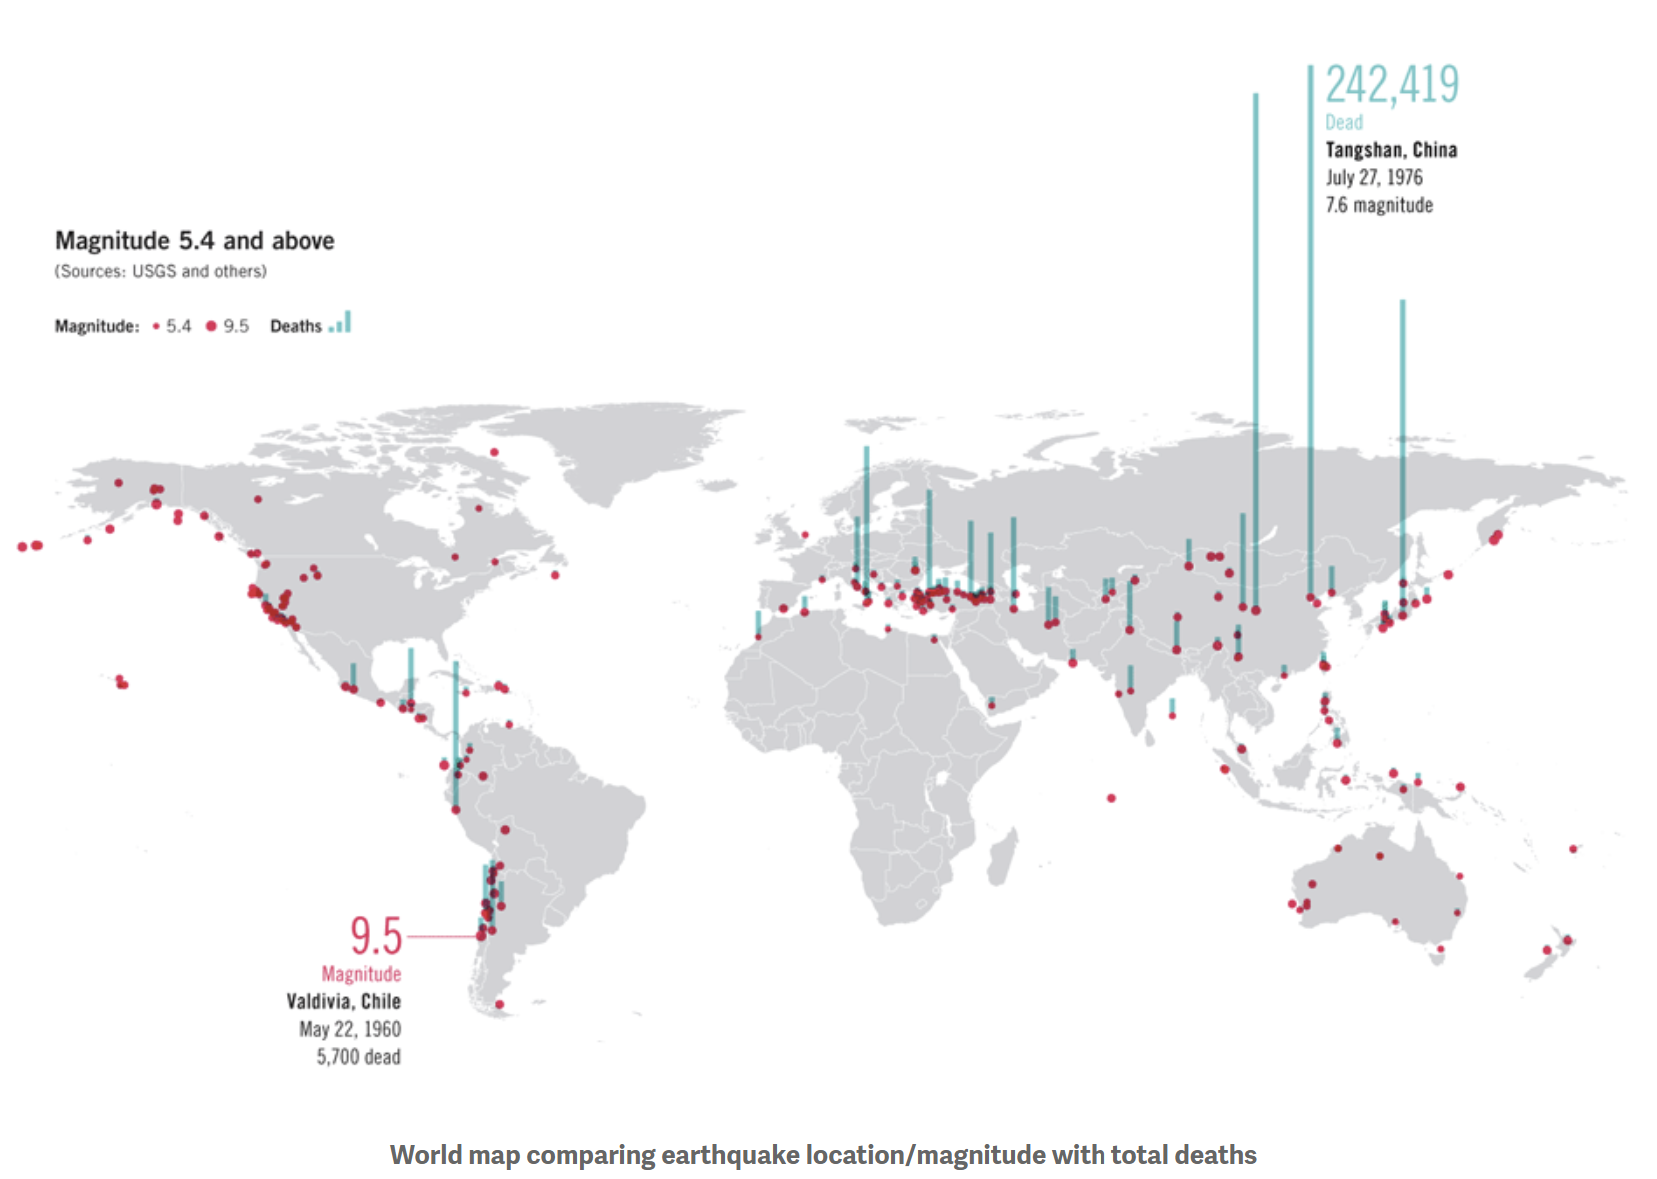 242,419
Dead
Tangshan, China
July 27, 1976
7.6 magnitude
Magnitude 5.4 and above
(Sources: USGS and others)
Magnitude: 5.4 9.5 Deaths
9.5
Magnitude
Valdivia, Chile
May 22, 1960
5,700 dead
World map comparing earthquake location/magnitude with total deaths